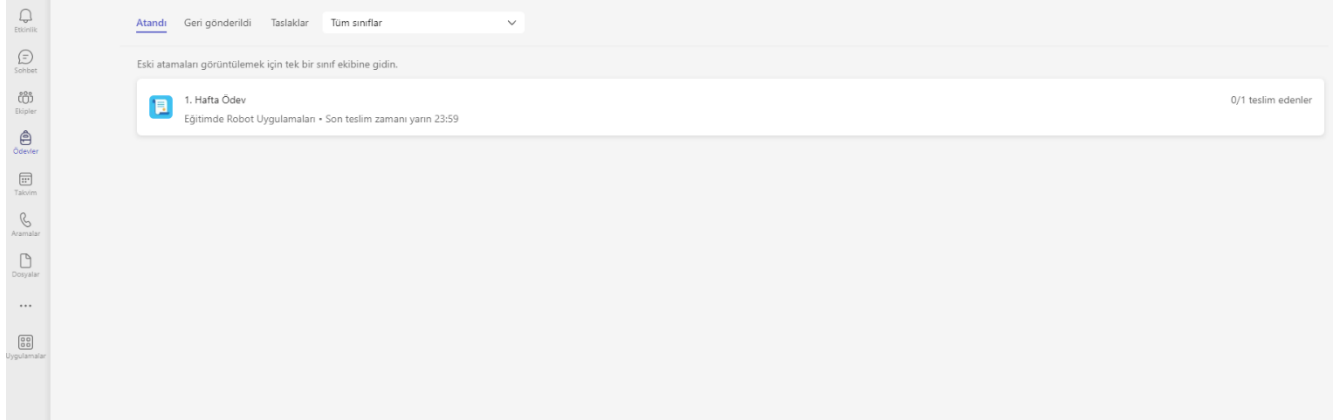 Etkinlik
Sohbet
Ekipler
Ödevler
Takvim
Aramalar
Dosyalar
...
Uygulamalar
Atandı Geri gönderildi Taslaklar Tüm sınıflar
Eski atamaları görüntülemek için tek bir sınıf ekibine gidin.
1. Hafta Ödev 0/1 teslim edenler
Eğitimde Robot Uygulamaları • Son teslim zamanı yarın 23:59